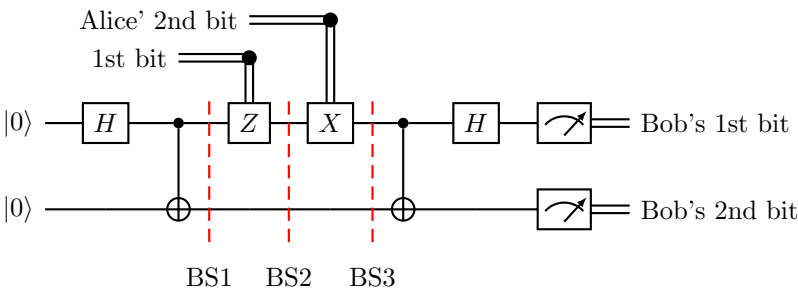 Alice' 2nd bit
1st bit
|0⟩ H Z X H Bob's 1st bit
|0⟩ Bob's 2nd bit
BS1 BS2 BS3